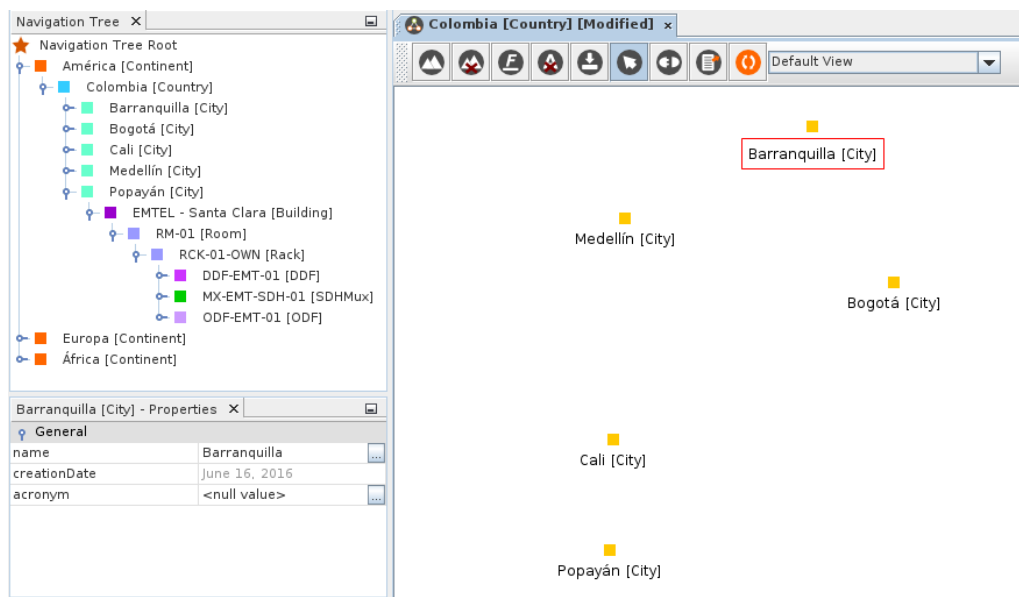 Navigation Tree
Navigation Tree Root
América [Continent]
Colombia [Country]
Barranquilla [City]
Bogotá [City]
Cali [City]
Medellín [City]
Popayán [City]
EMTEL - Santa Clara [Building]
RM-01 [Room]
RCK-01-OWN [Rack]
DDF-EMT-01 [DDF]
MX-EMT-SDH-01 [SDHMux]
ODF-EMT-01 [ODF]
Europa [Continent]
África [Continent]
Barranquilla [City] - Properties
General
name Barranquilla ...
creationDate June 16, 2016
acronym <null value> ...
Colombia [Country] [Modified]
Default View
Barranquilla [City]
Medellín [City]
Bogotá [City]
Cali [City]
Popayán [City]